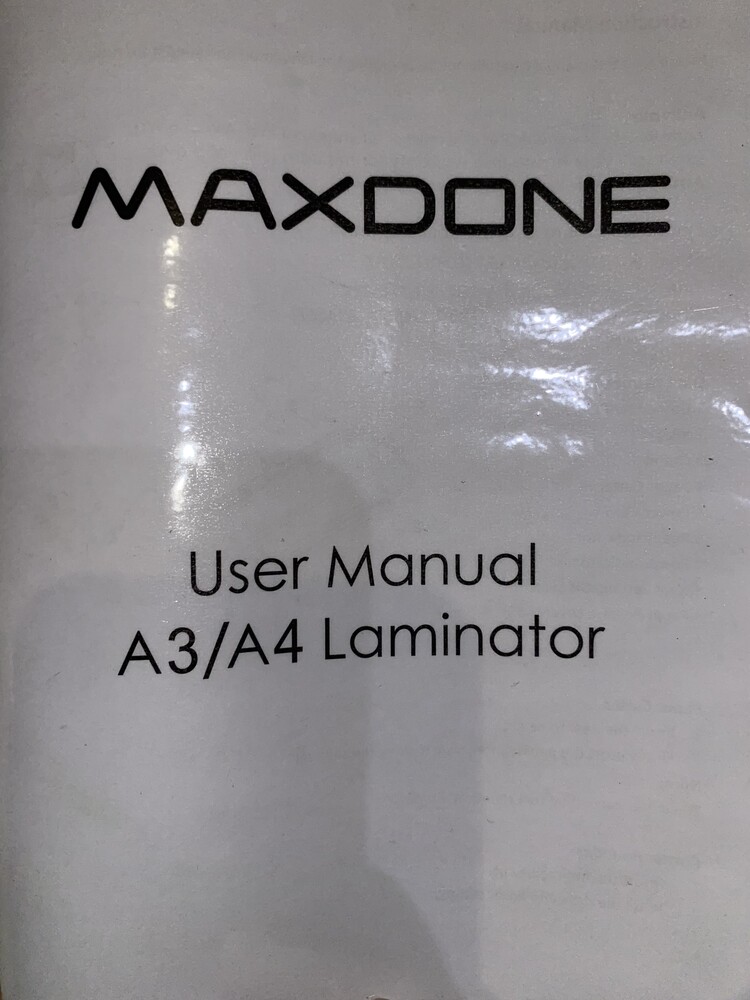 MAXDONE
User Manual
A3/A4 Laminator